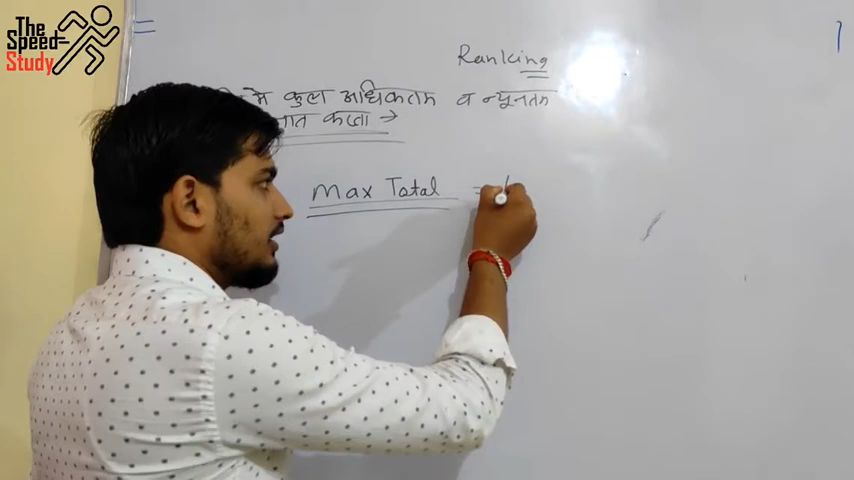 The
Speed
Study
Ranking
में कुल अधिकतम व न्यूनतम
ज्ञात करना →
Max Total =